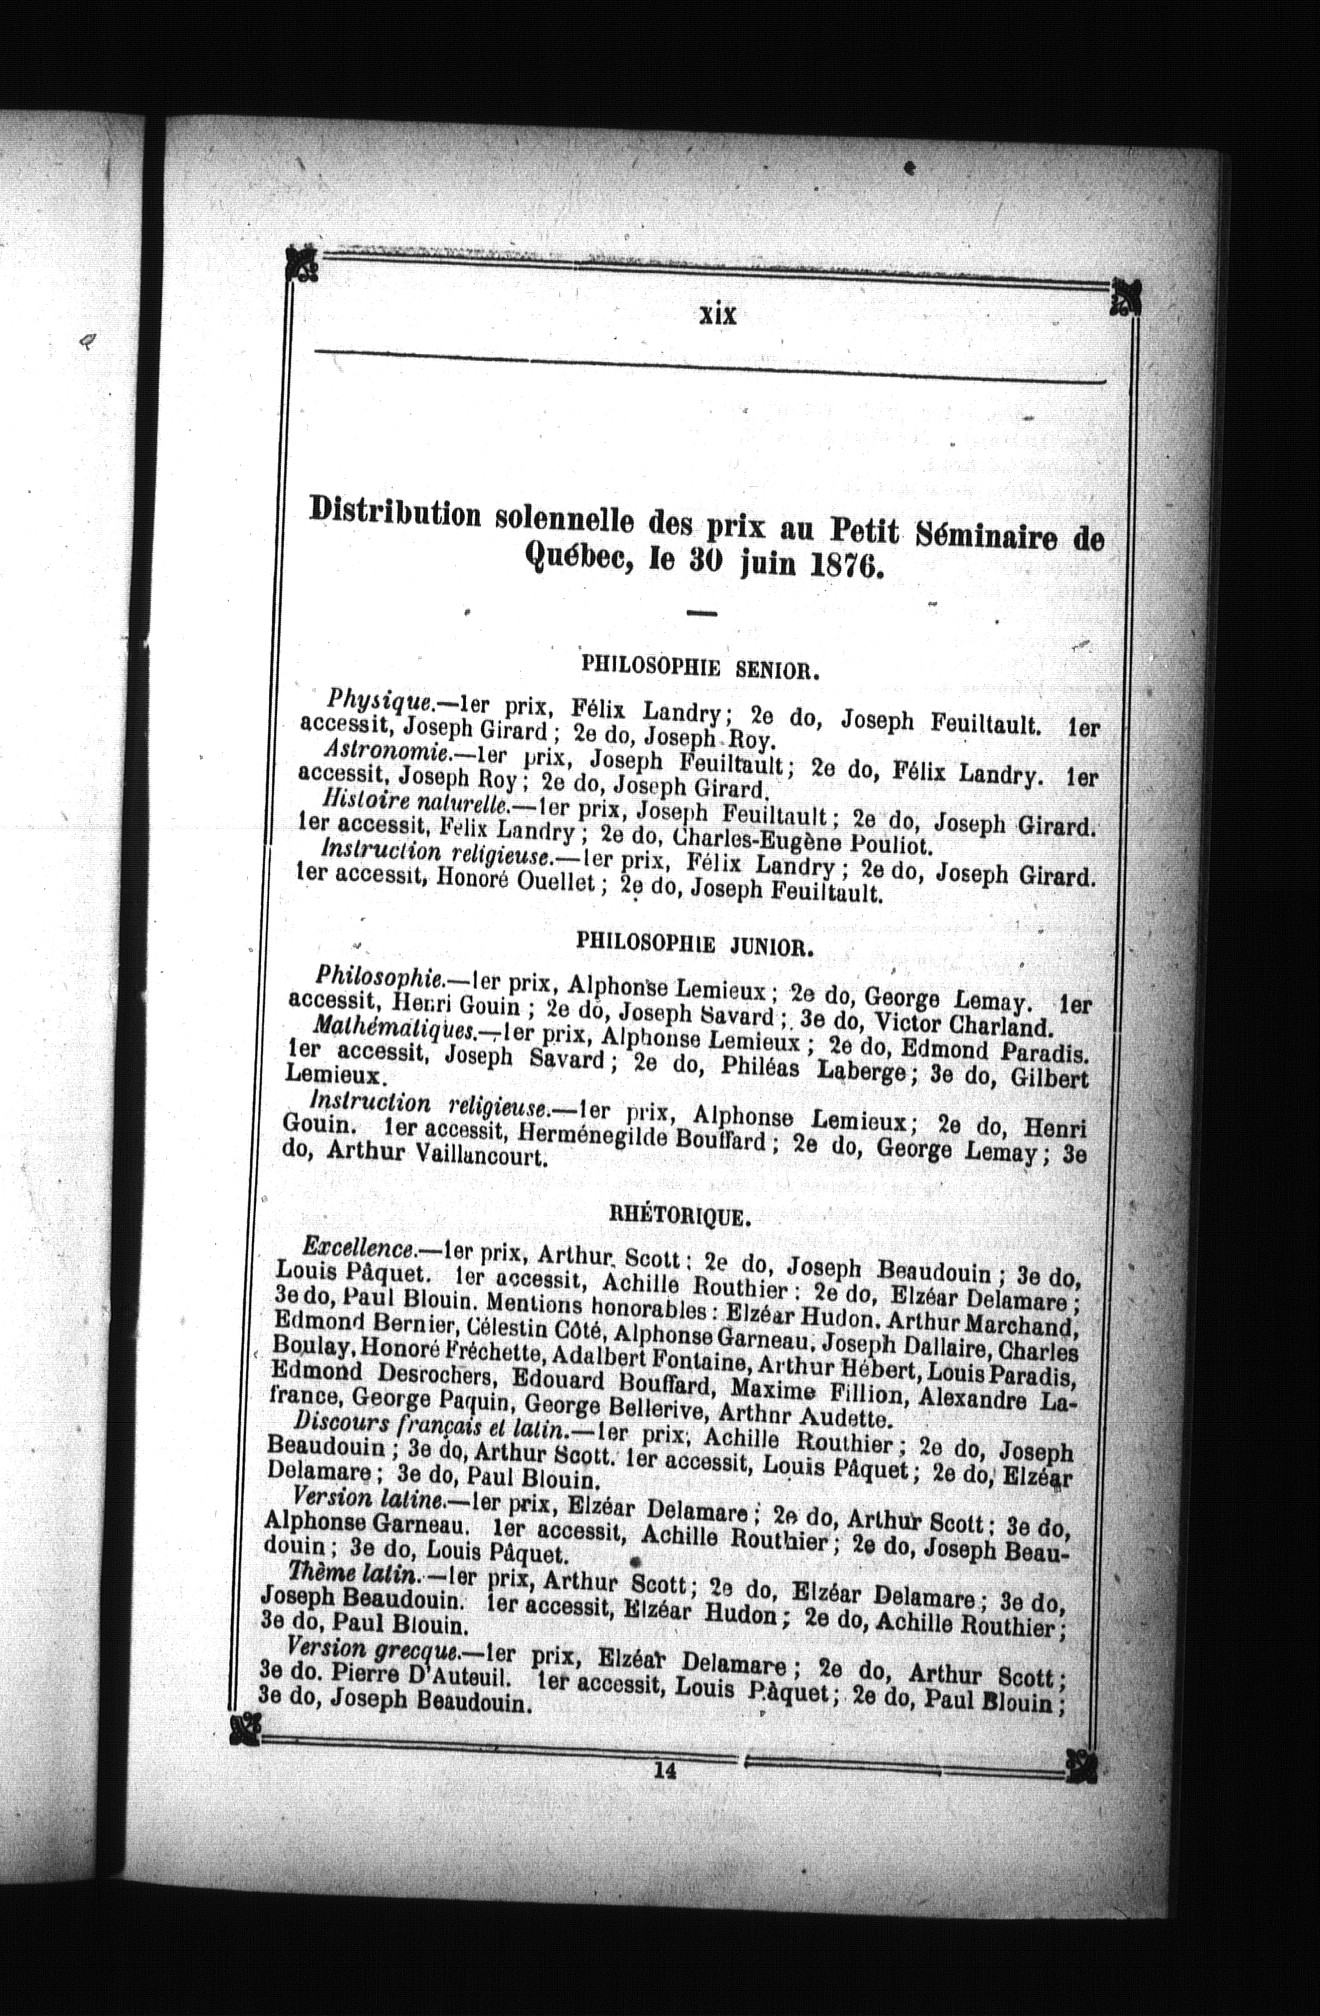 xix
Distribution solennelle des prix au Petit Séminaire de
Québec, le 30 juin 1876.
PHILOSOPHIE SENIOR.
Physique.—1er prix, Félix Landry; 2e do, Joseph Feuiltault. 1er
accessit, Joseph Girard; 2e do, Joseph Roy.
Astronomie.—1er prix, Joseph Feuiltault; 2e do, Félix Landry. 1er
accessit, Joseph Roy; 2e do, Joseph Girard.
Histoire naturelle.—1er prix, Joseph Feuiltault; 2e do, Joseph Girard.
1er accessit, Félix Landry; 2e do, Charles-Eugène Pouliot.
Instruction religieuse.—1er prix, Félix Landry; 2e do, Joseph Girard.
1er accessit, Honoré Ouellet; 2e do, Joseph Feuiltault.
PHILOSOPHIE JUNIOR.
Philosophie.—1er prix, Alphonse Lemieux; 2e do, George Lemay. 1er
accessit, Henri Gouin; 2e do, Joseph Savard; 3e do, Victor Charland.
Mathématiques.—1er prix, Alphonse Lemieux; 2e do, Edmond Paradis.
1er accessit, Joseph Savard; 2e do, Philéas Laberge; 3e do, Gilbert
Lemieux.
Instruction religieuse.—1er prix, Alphonse Lemieux; 2e do, Henri
Gouin. 1er accessit, Herménegilde Bouffard; 2e do, George Lemay; 3e
do, Arthur Vaillancourt.
RHÉTORIQUE.
Excellence.—1er prix, Arthur Scott: 2e do, Joseph Beaudouin; 3e do,
Louis Pâquet. 1er accessit, Achille Routhier: 2e do, Elzéar Delamare;
3e do, Paul Blouin. Mentions honorables: Elzéar Hudon, Arthur Marchand,
Edmond Bernier, Célestin Côté, Alphonse Garneau, Joseph Dallaire, Charles
Boulay, Honoré Fréchette, Adalbert Fontaine, Arthur Hébert, Louis Paradis,
Edmond Desrochers, Edouard Bouffard, Maxime Fillion, Alexandre La-
france, George Paquin, George Bellerive, Arthnr Audette.
Discours français et latin.—1er prix, Achille Routhier; 2e do, Joseph
Beaudouin; 3e do, Arthur Scott. 1er accessit, Louis Pâquet; 2e do, Elzéar
Delamare; 3e do, Paul Blouin.
Version latine.—1er prix, Elzéar Delamare; 2e do, Arthur Scott; 3e do,
Alphonse Garneau. 1er accessit, Achille Routhier; 2e do, Joseph Beau-
douin; 3e do, Louis Pâquet.
Thème latin.—1er prix, Arthur Scott; 2e do, Elzéar Delamare; 3e do,
Joseph Beaudouin. 1er accessit, Elzéar Hudon; 2e do, Achille Routhier;
3e do, Paul Blouin.
Version grecque.—1er prix, Elzéar Delamare; 2e do, Arthur Scott;
3e do. Pierre D'Auteuil. 1er accessit, Louis Pâquet; 2e do, Paul Blouin;
3e do, Joseph Beaudouin.
14